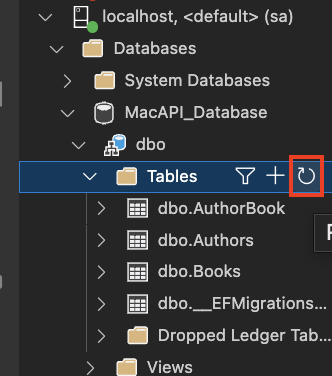 localhost, <default> (sa)
Databases
System Databases
MacAPI_Database
dbo
Tables
dbo.AuthorBook
dbo.Authors
dbo.Books
dbo.__EFMigrations...
Dropped Ledger Tab...
Views